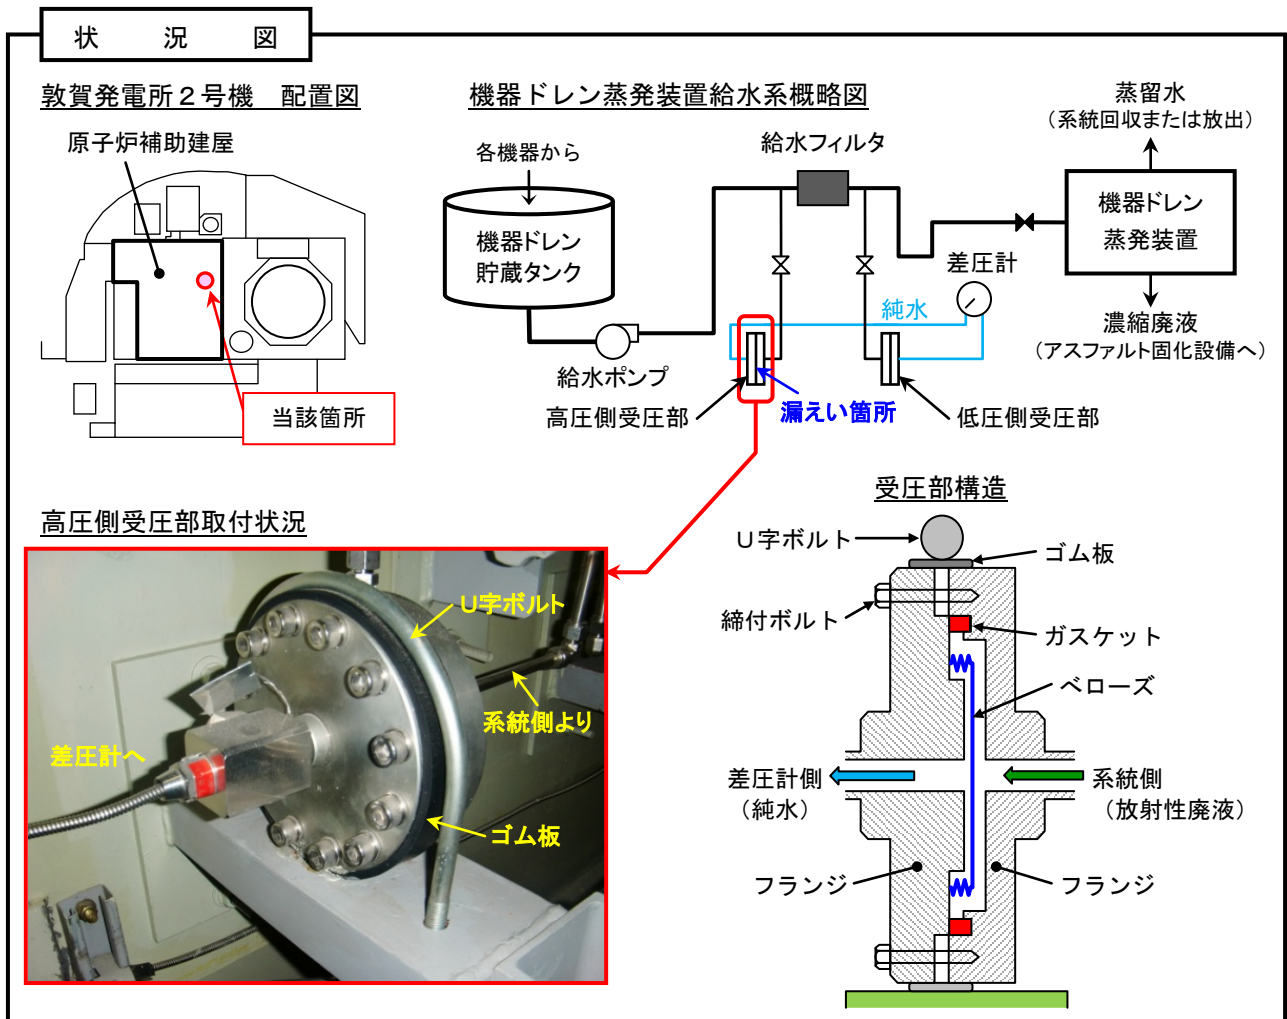 状況図
敦賀発電所２号機　配置図
原子炉補助建屋
当該箇所
機器ドレン蒸発装置給水系概略図
各機器から
機器ドレン
貯蔵タンク
給水ポンプ
給水フィルタ
蒸留水
（系統回収または放出）
機器ドレン
蒸発装置
濃縮廃液
（アスファルト固化設備へ）
差圧計
純水
高圧側受圧部
漏えい箇所
低圧側受圧部
高圧側受圧部取付状況
Ｕ字ボルト
系統側より
差圧計へ
ゴム板
受圧部構造
Ｕ字ボルト
ゴム板
締付ボルト
ガスケット
ベローズ
差圧計側
（純水）
系統側
（放射性廃液）
フランジ
フランジ